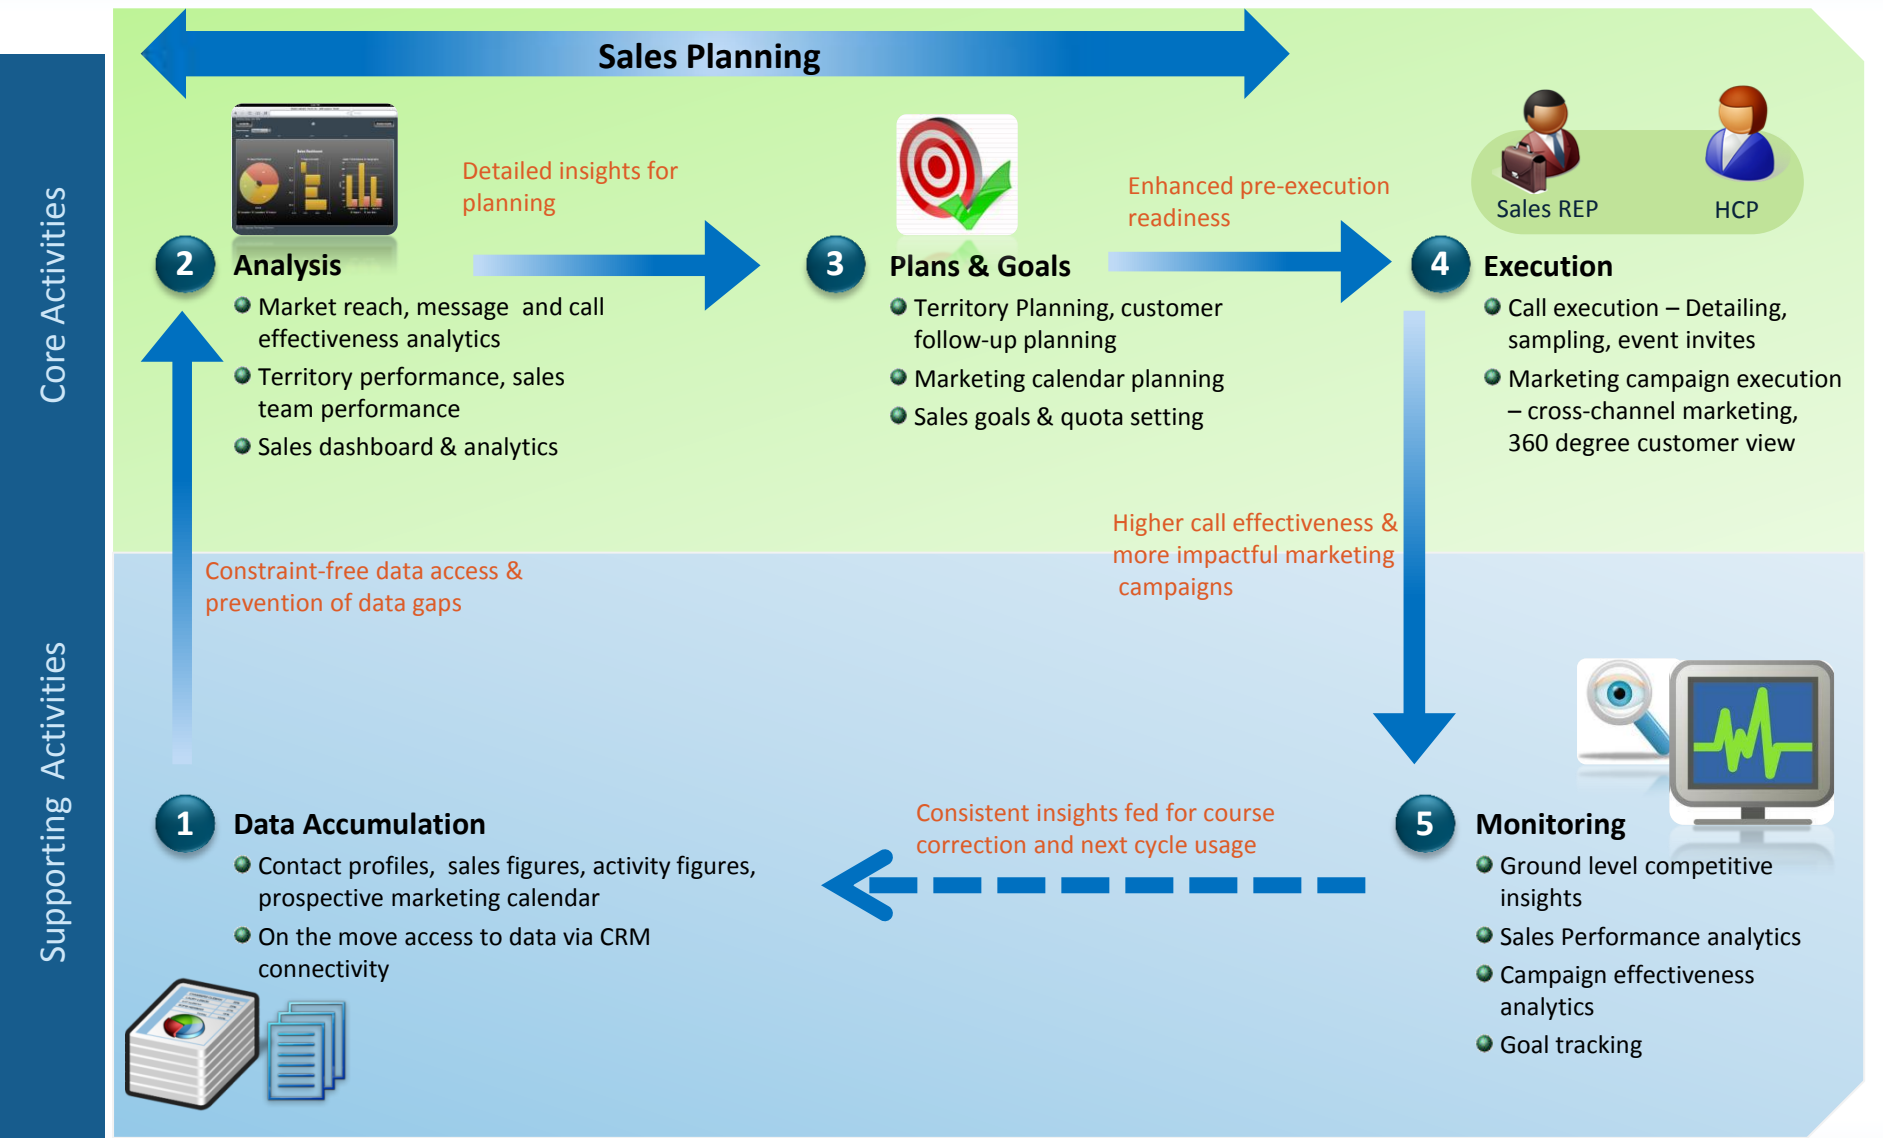 Sales Planning
Core Activities
Supporting Activities
Detailed insights for
planning
Enhanced pre-execution
readiness
Sales REP
HCP
2
Analysis
Market reach, message and call
effectiveness analytics
Territory performance, sales
team performance
Sales dashboard & analytics
3
Plans & Goals
Territory Planning, customer
follow-up planning
Marketing calendar planning
Sales goals & quota setting
4
Execution
Call execution – Detailing,
sampling, event invites
Marketing campaign execution
– cross-channel marketing,
360 degree customer view
Constraint-free data access &
prevention of data gaps
Higher call effectiveness &
more impactful marketing
campaigns
1
Data Accumulation
Contact profiles, sales figures, activity figures,
prospective marketing calendar
On the move access to data via CRM
connectivity
Consistent insights fed for course
correction and next cycle usage
5
Monitoring
Ground level competitive
insights
Sales Performance analytics
Campaign effectiveness
analytics
Goal tracking